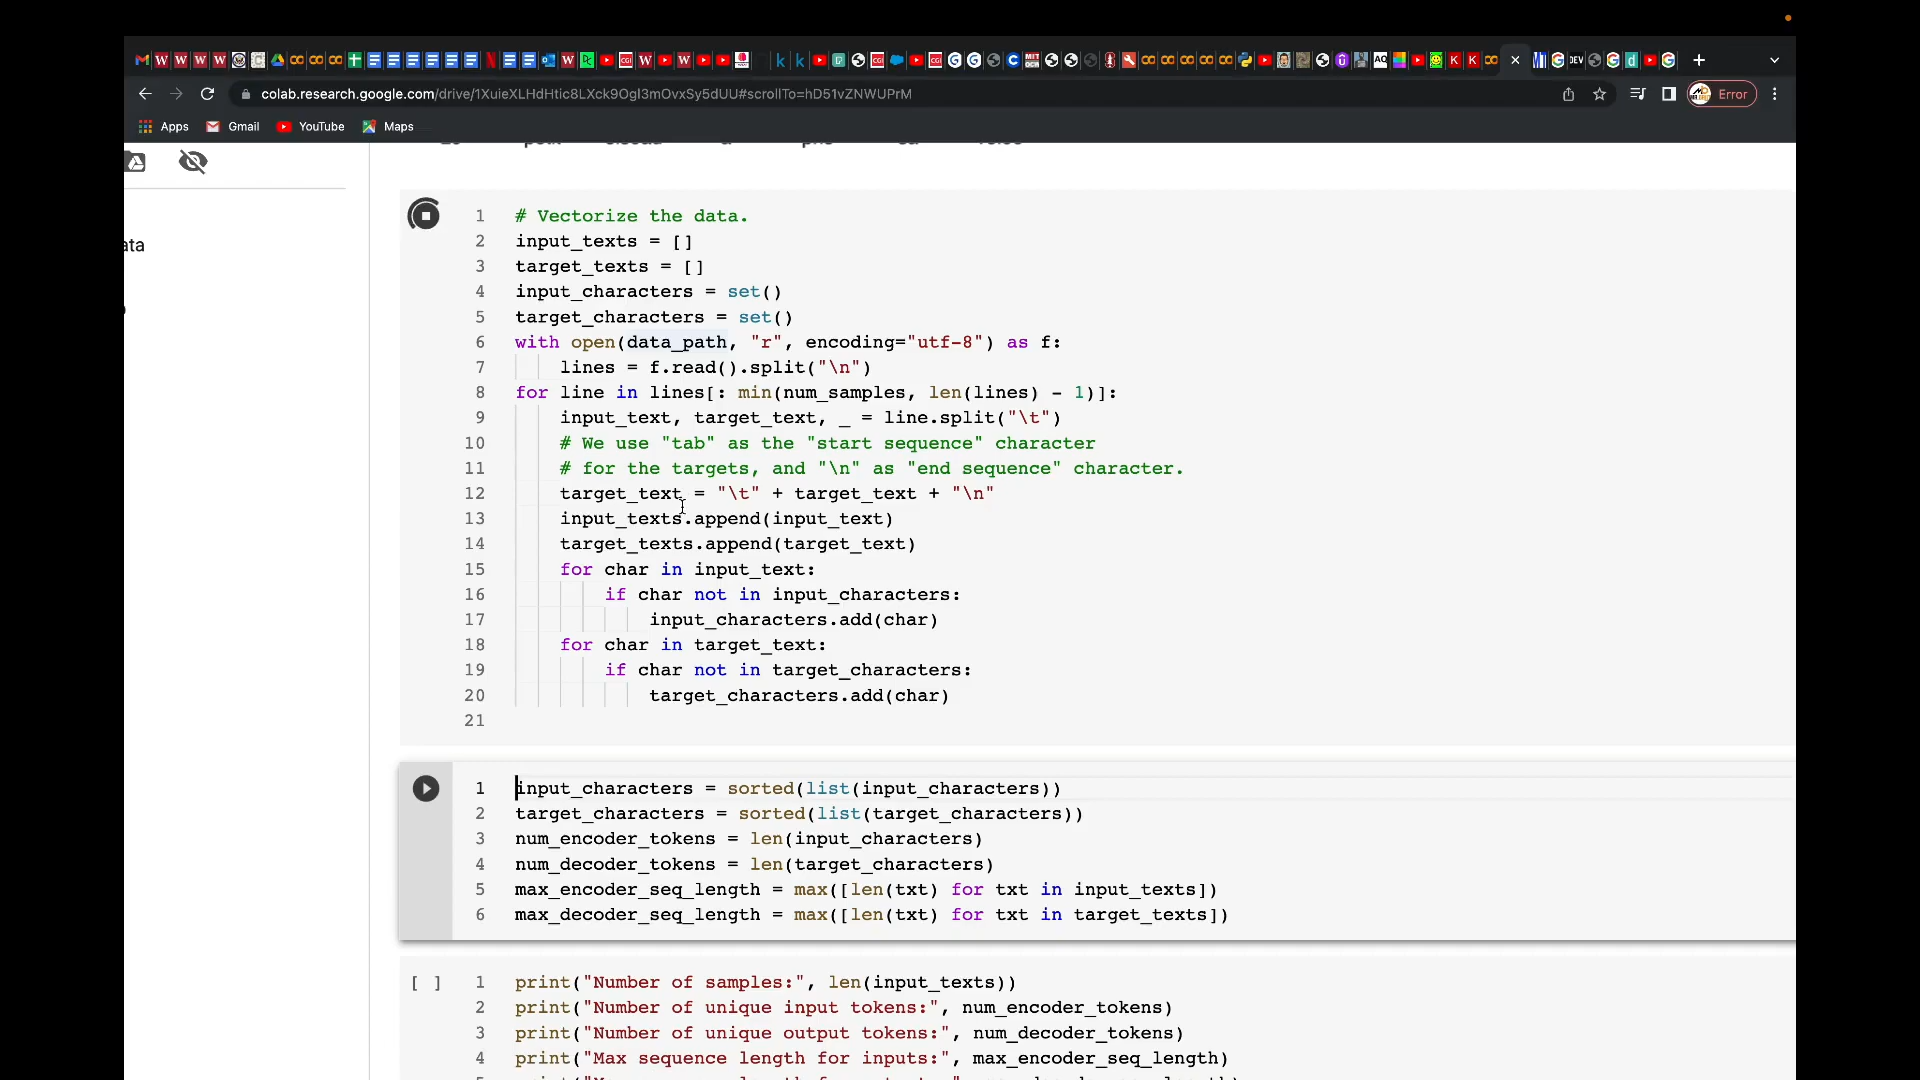 colab.research.google.com/drive/1XuieXLHdHtic8LXck9OgI3mOvxSy5dUU#scrollTo=hD51vZNWUPrM
Error
Apps
Gmail
YouTube
Maps
ata
1 # Vectorize the data.
2 input_texts = []
3 target_texts = []
4 input_characters = set()
5 target_characters = set()
6 with open(data_path, "r", encoding="utf-8") as f:
7 lines = f.read().split("\n")
8 for line in lines[: min(num_samples, len(lines) - 1)]:
9 input_text, target_text, _ = line.split("\t")
10 # We use "tab" as the "start sequence" character
11 # for the targets, and "\n" as "end sequence" character.
12 target_text = "\t" + target_text + "\n"
13 input_texts.append(input_text)
14 target_texts.append(target_text)
15 for char in input_text:
16 if char not in input_characters:
17 input_characters.add(char)
18 for char in target_text:
19 if char not in target_characters:
20 target_characters.add(char)
21
1 input_characters = sorted(list(input_characters))
2 target_characters = sorted(list(target_characters))
3 num_encoder_tokens = len(input_characters)
4 num_decoder_tokens = len(target_characters)
5 max_encoder_seq_length = max([len(txt) for txt in input_texts])
6 max_decoder_seq_length = max([len(txt) for txt in target_texts])
[ ] 1 print("Number of samples:", len(input_texts))
2 print("Number of unique input tokens:", num_encoder_tokens)
3 print("Number of unique output tokens:", num_decoder_tokens)
4 print("Max sequence length for inputs:", max_encoder_seq_length)